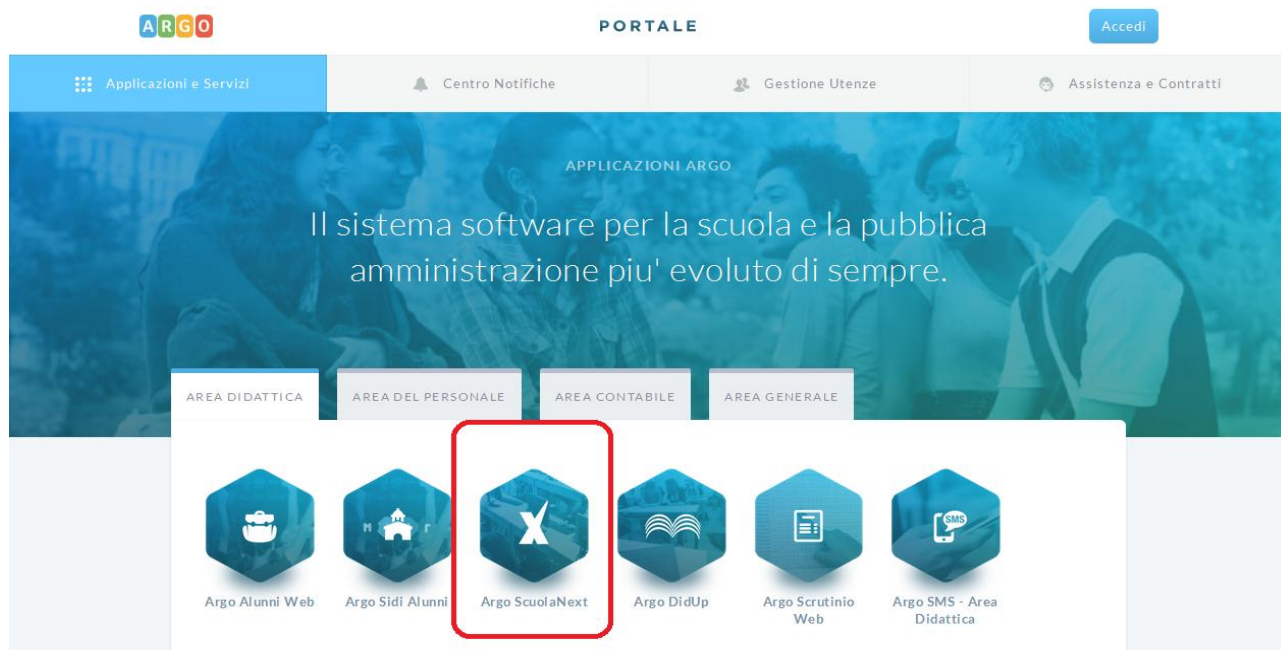 ARGO
PORTALE
Accedi
Applicazioni e Servizi
Centro Notifiche
Gestione Utenze
Assistenza e Contratti
APPLICAZIONI ARGO
Il sistema software per la scuola e la pubblica
amministrazione piu' evoluto di sempre.
AREA DIDATTICA
AREA DEL PERSONALE
AREA CONTABILE
AREA GENERALE
SMS
Argo Alunni Web
Argo Sidi Alunni
Argo ScuolaNext
Argo DidUp
Argo Scrutinio
Web
Argo SMS - Area
Didattica